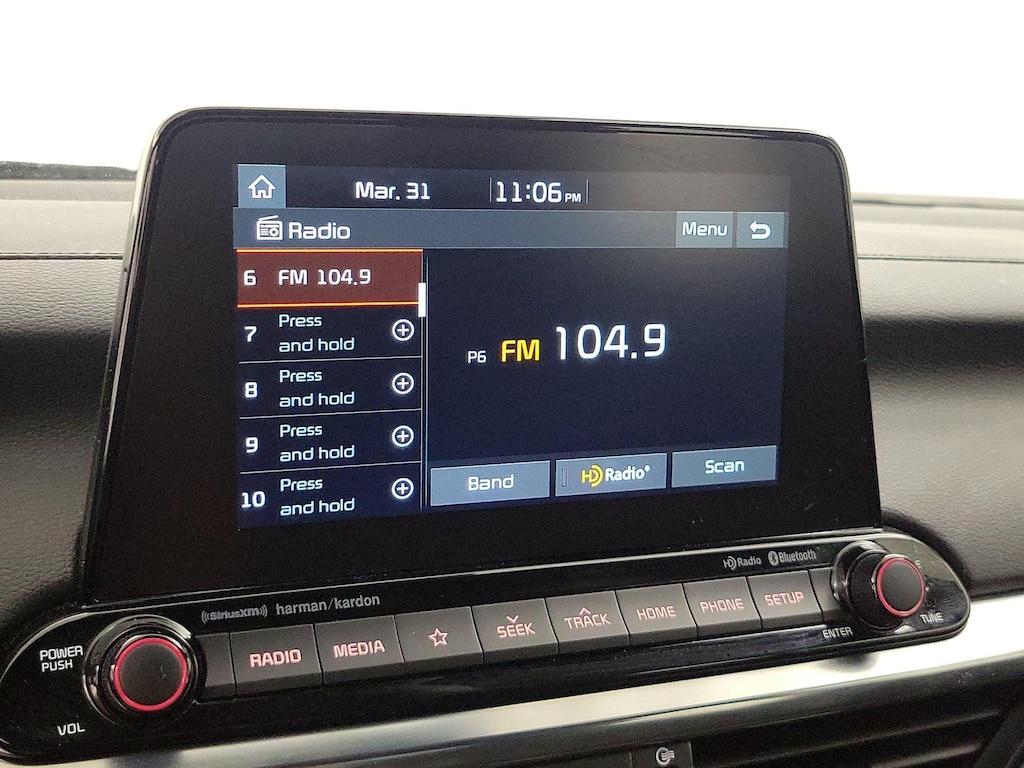 Mar. 31 11:06 PM
Radio Menu
6 FM 104.9
7 Press and hold
8 Press and hold
9 Press and hold
10 Press and hold
P6 FM 104.9
Band HD Radio® Scan
((SiriusXM)) harman/kardon HD Radio Bluetooth
POWER
PUSH
VOL
RADIO MEDIA SEEK TRACK HOME PHONE SETUP
ENTER
TUNE